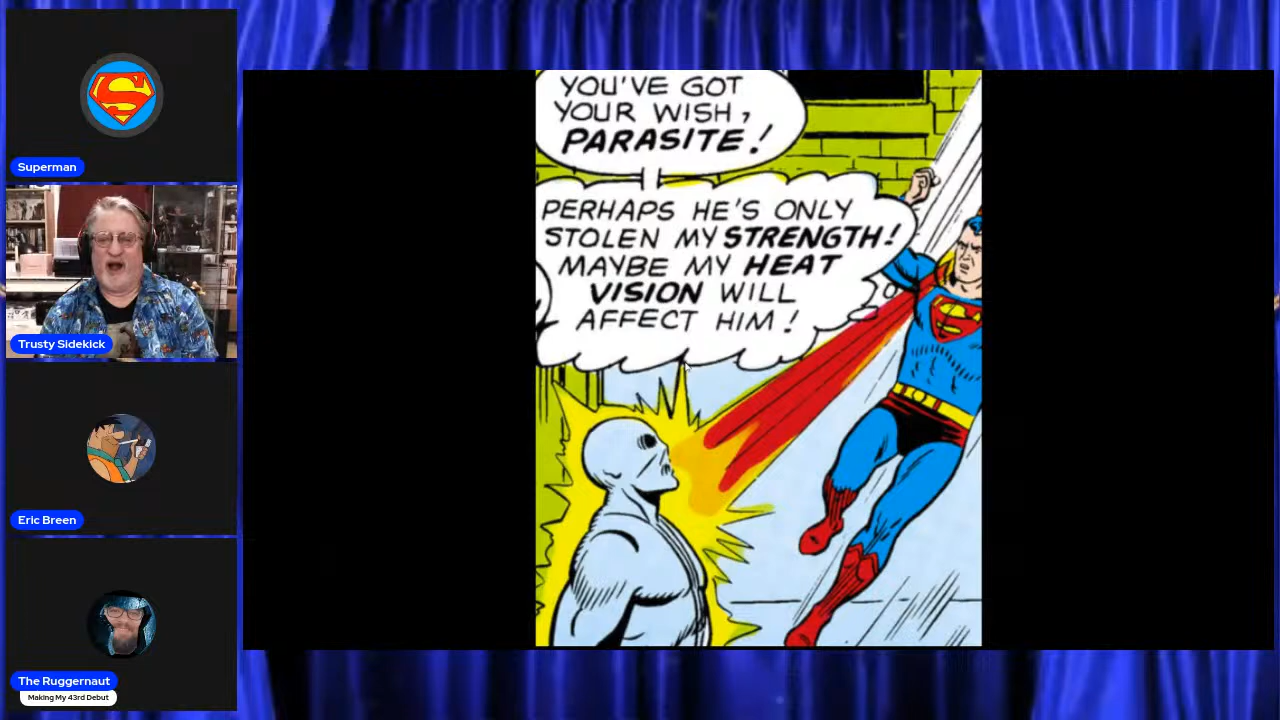 Superman
Trusty Sidekick
Eric Breen
The Ruggernaut
Making My 43rd Debut
YOU'VE GOT
YOUR WISH,
PARASITE!
PERHAPS HE'S ONLY
STOLEN MY STRENGTH!
MAYBE MY HEAT
VISION WILL
AFFECT HIM!